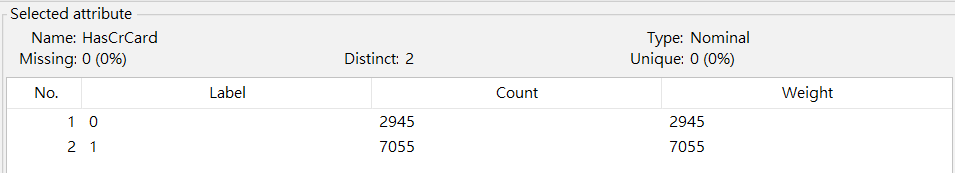 Selected attribute
Name: HasCrCard Type: Nominal
Missing: 0 (0%) Distinct: 2 Unique: 0 (0%)
No. Label Count Weight
1 0 2945 2945
2 1 7055 7055